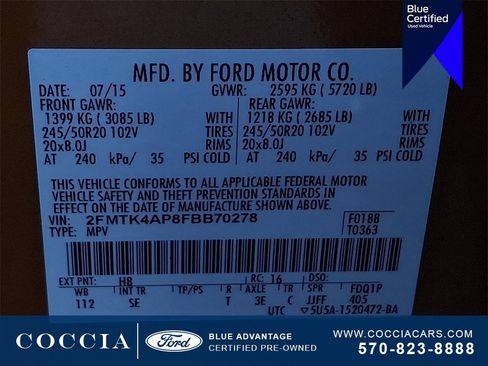 Blue
Certified
Used Vehicle
MFD. BY FORD MOTOR CO.
DATE: 07/15 GVWR: 2595 KG ( 5720 LB)
FRONT GAWR: REAR GAWR:
1399 KG ( 3085 LB) WITH 1218 KG ( 2685 LB) WITH
245/50R20 102V TIRES 245/50R20 102V TIRES
20x8.0J RIMS 20x8.0J RIMS
AT 240 kPa/ 35 PSI COLD AT 240 kPa/ 35 PSI COLD
THIS VEHICLE CONFORMS TO ALL APPLICABLE FEDERAL MOTOR
VEHICLE SAFETY AND THEFT PREVENTION STANDARDS IN
EFFECT ON THE DATE OF MANUFACTURE SHOWN ABOVE.
VIN: 2FMTK4AP8FBB70278 F0188
TYPE: MPV T0363
EXT PNT: H8 RC: 16 DSO:
WB INT TR TP/PS R AXLE TR SPR FDQ1P
112 SE T 3E C JJFF 405
UTC ▽5U5A-1520472-BA
COCCIA Ford BLUE ADVANTAGE
CERTIFIED PRE-OWNED
WWW.COCCIACARS.COM
570-823-8888